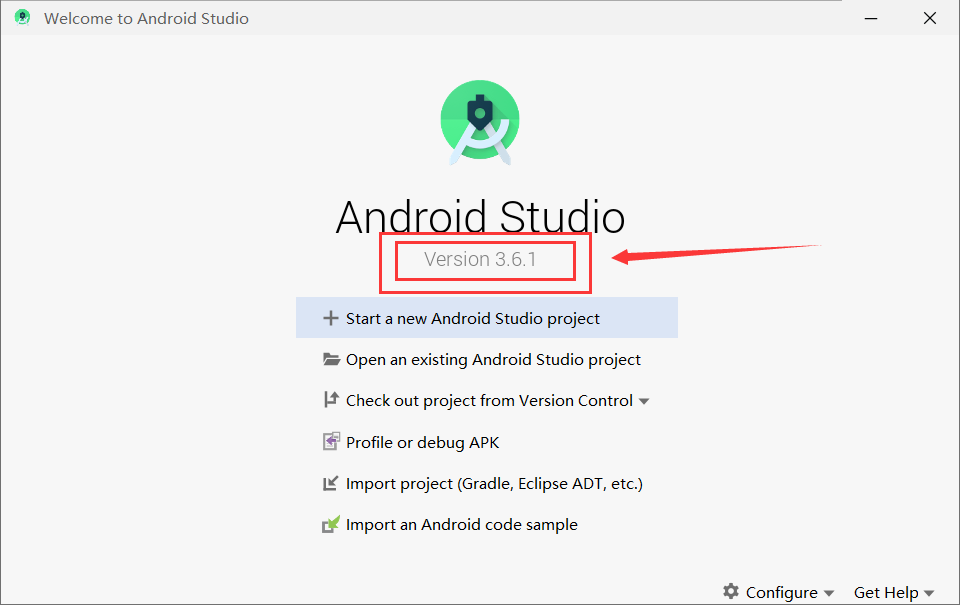 Welcome to Android Studio
Android Studio
Version 3.6.1
Start a new Android Studio project
Open an existing Android Studio project
Check out project from Version Control
Profile or debug APK
Import project (Gradle, Eclipse ADT, etc.)
Import an Android code sample
Configure Get Help